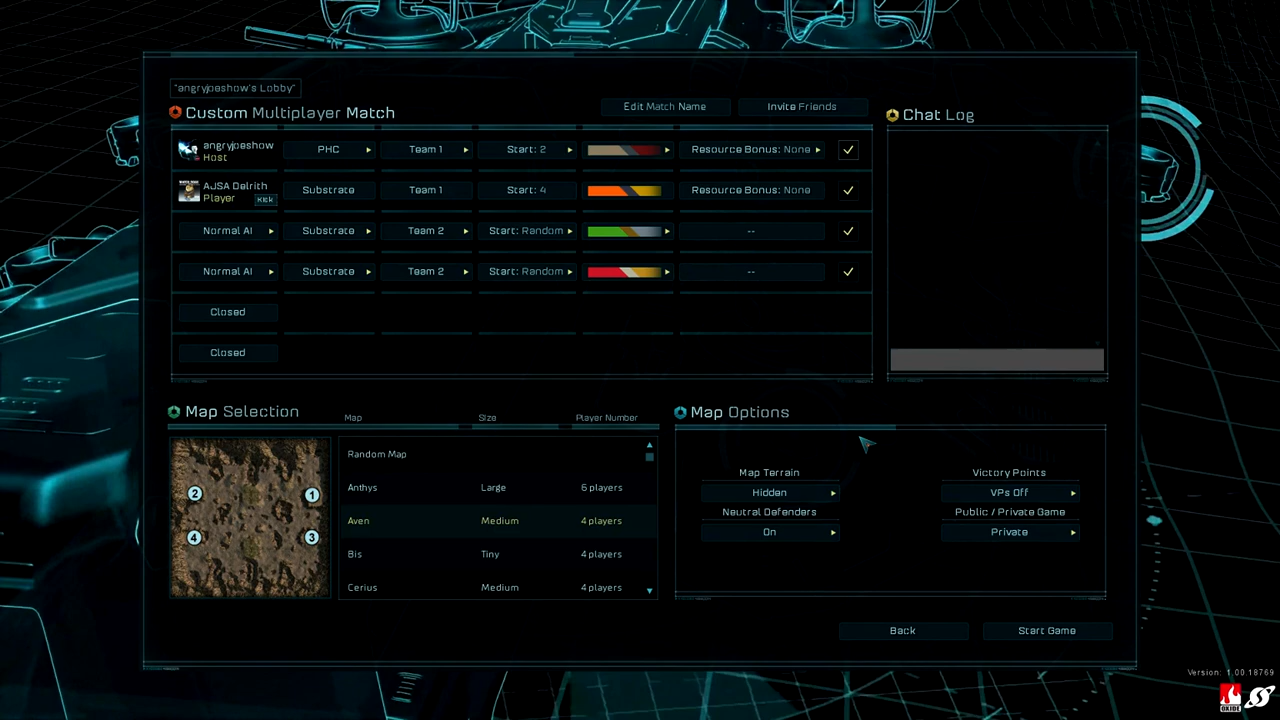 "angryjoeshow's Lobby"
Custom Multiplayer Match
Edit Match Name
Invite Friends
Chat Log
angryjoeshow
Host
PHC
Team 1
Start: 2
Resource Bonus: None
AJSA Delrith
Player
Kick
Substrate
Team 1
Start: 4
Resource Bonus: None
Normal AI
Substrate
Team 2
Start: Random
--
Normal AI
Substrate
Team 2
Start: Random
--
Closed
Closed
Map Selection
Map
Size
Player Number
2
1
4
3
Random Map
Anthys Large 6 players
Aven Medium 4 players
Bis Tiny 4 players
Cerius Medium 4 players
Map Options
Map Terrain
Hidden
Neutral Defenders
On
Victory Points
VPs Off
Public / Private Game
Private
Back
Start Game
Version: 1.00.18769
OXIDE